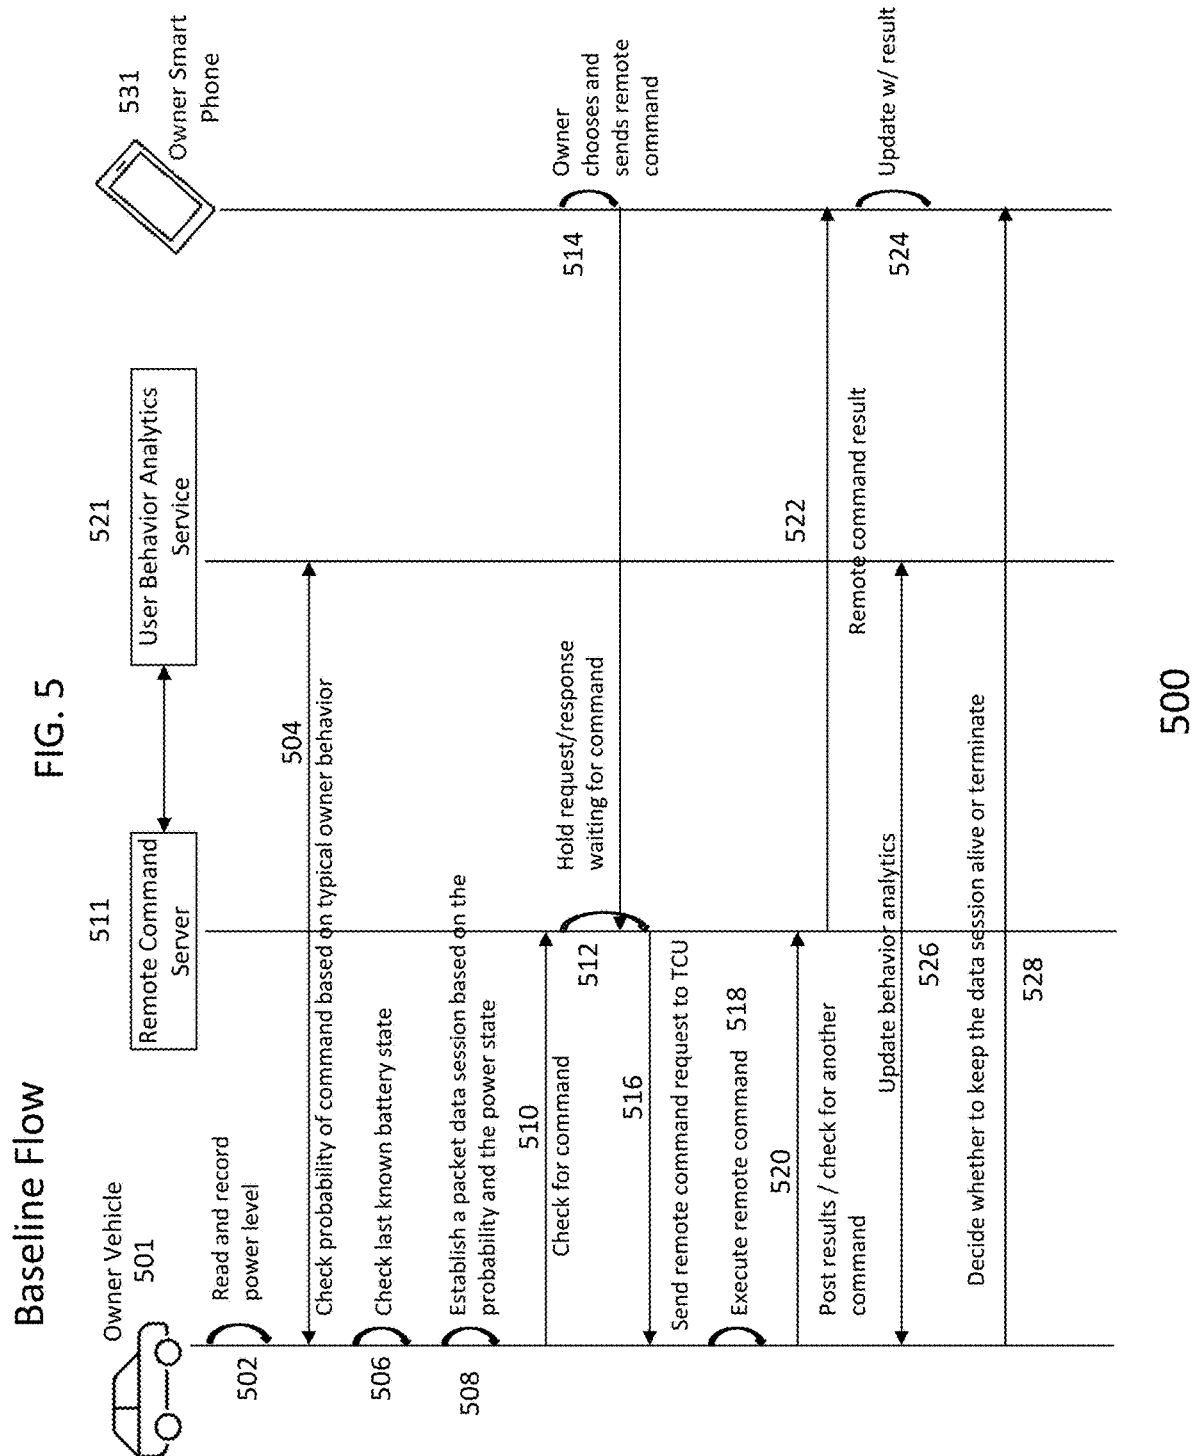 Baseline Flow
FIG. 5
Owner Vehicle
501
511
Remote Command
Server
521
User Behavior Analytics
Service
531
Owner Smart
Phone
502
Read and record
power level
504
Check probability of command based on typical owner behavior
506
Check last known battery state
508
Establish a packet data session based on the
probability and the power state
510
Check for command
512
Hold request/response
waiting for command
514
Owner
chooses and
sends remote
command
516
Send remote command request to TCU
Execute remote command 518
520
Post results / check for another
command
522
Remote command result
524
Update w/ result
Update behavior analytics
526
Decide whether to keep the data session alive or terminate
528
500